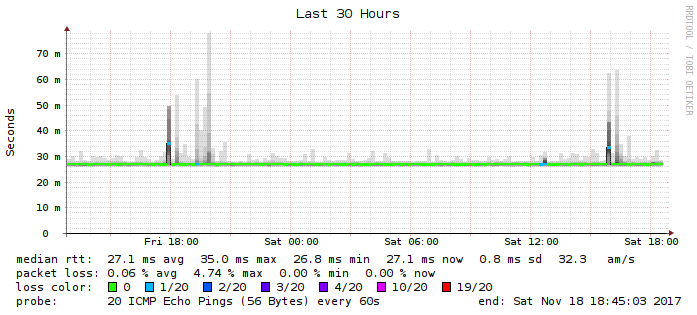 Last 30 Hours
RRDTOOL / TOBI OETIKER
Seconds
70 m
60 m
50 m
40 m
30 m
20 m
10 m
0
Fri 18:00 Sat 00:00 Sat 06:00 Sat 12:00 Sat 18:00
median rtt: 27.1 ms avg 35.0 ms max 26.8 ms min 27.1 ms now 0.8 ms sd 32.3 am/s
packet loss: 0.06 % avg 4.74 % max 0.00 % min 0.00 % now
loss color: 0 1/20 2/20 3/20 4/20 10/20 19/20
probe: 20 ICMP Echo Pings (56 Bytes) every 60s end: Sat Nov 18 18:45:03 2017